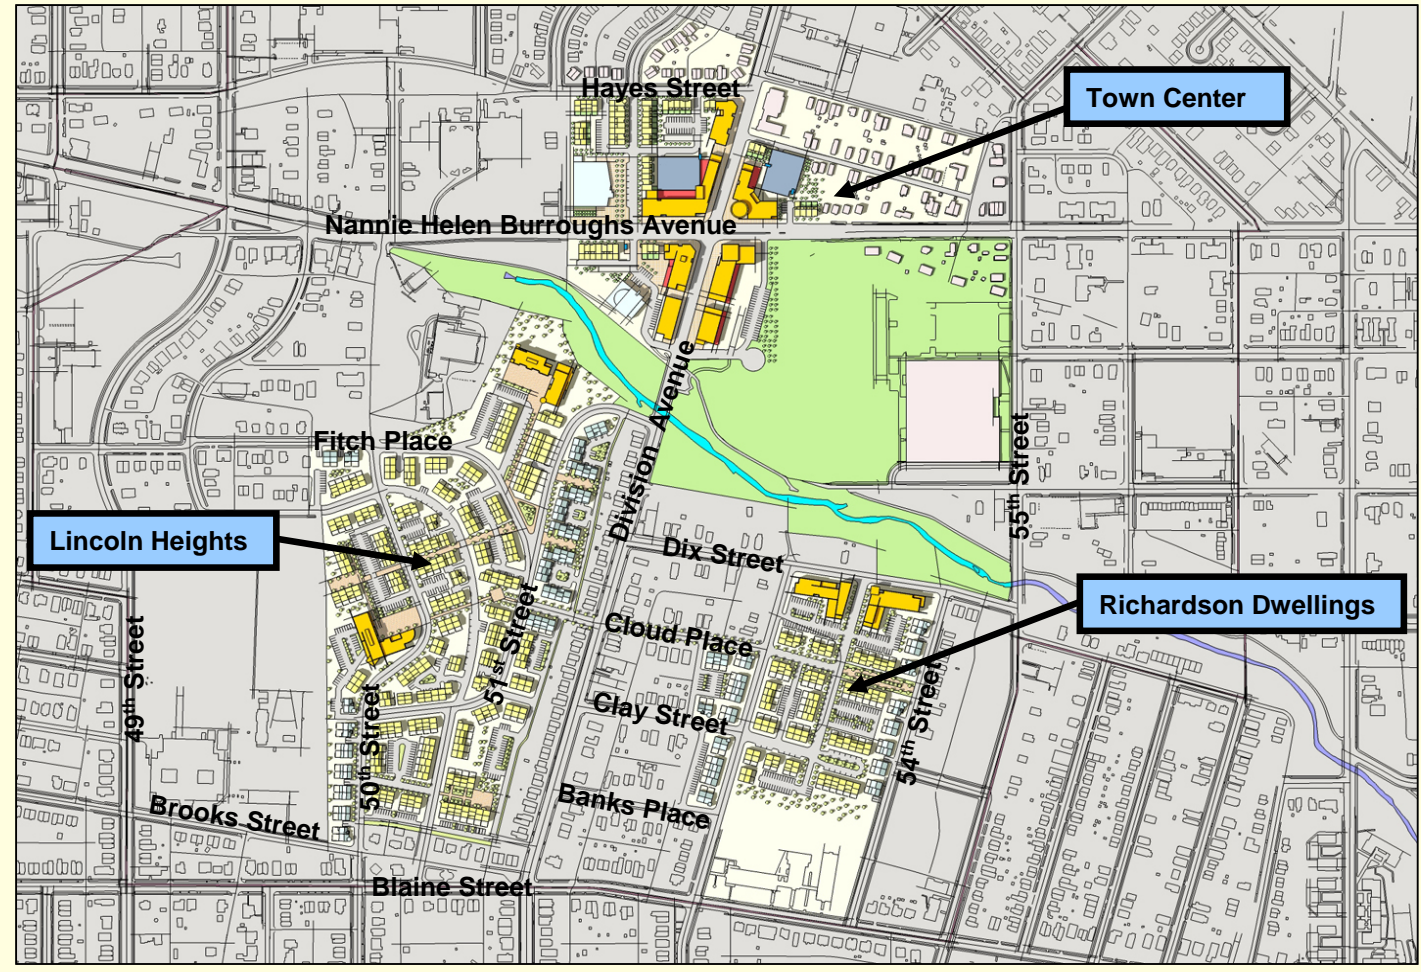 Hayes Street
Town Center
Nannie Helen Burroughs Avenue
Division Avenue
Fitch Place
55th Street
Lincoln Heights
Dix Street
Richardson Dwellings
51st Street
Cloud Place
49th Street
50th Street
Clay Street
54th Street
Banks Place
Brooks Street
Blaine Street